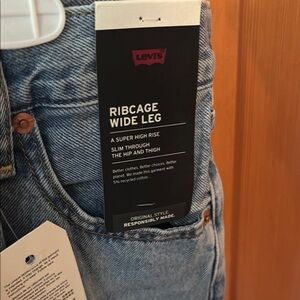 LEVI'S
RIBCAGE
WIDE LEG
A SUPER HIGH RISE
SLIM THROUGH
THE HIP AND THIGH
Better clothes. Better choices. Better
planet. We made this garment with
5% recycled cotton.
ORIGINAL STYLE
RESPONSIBLY MADE.